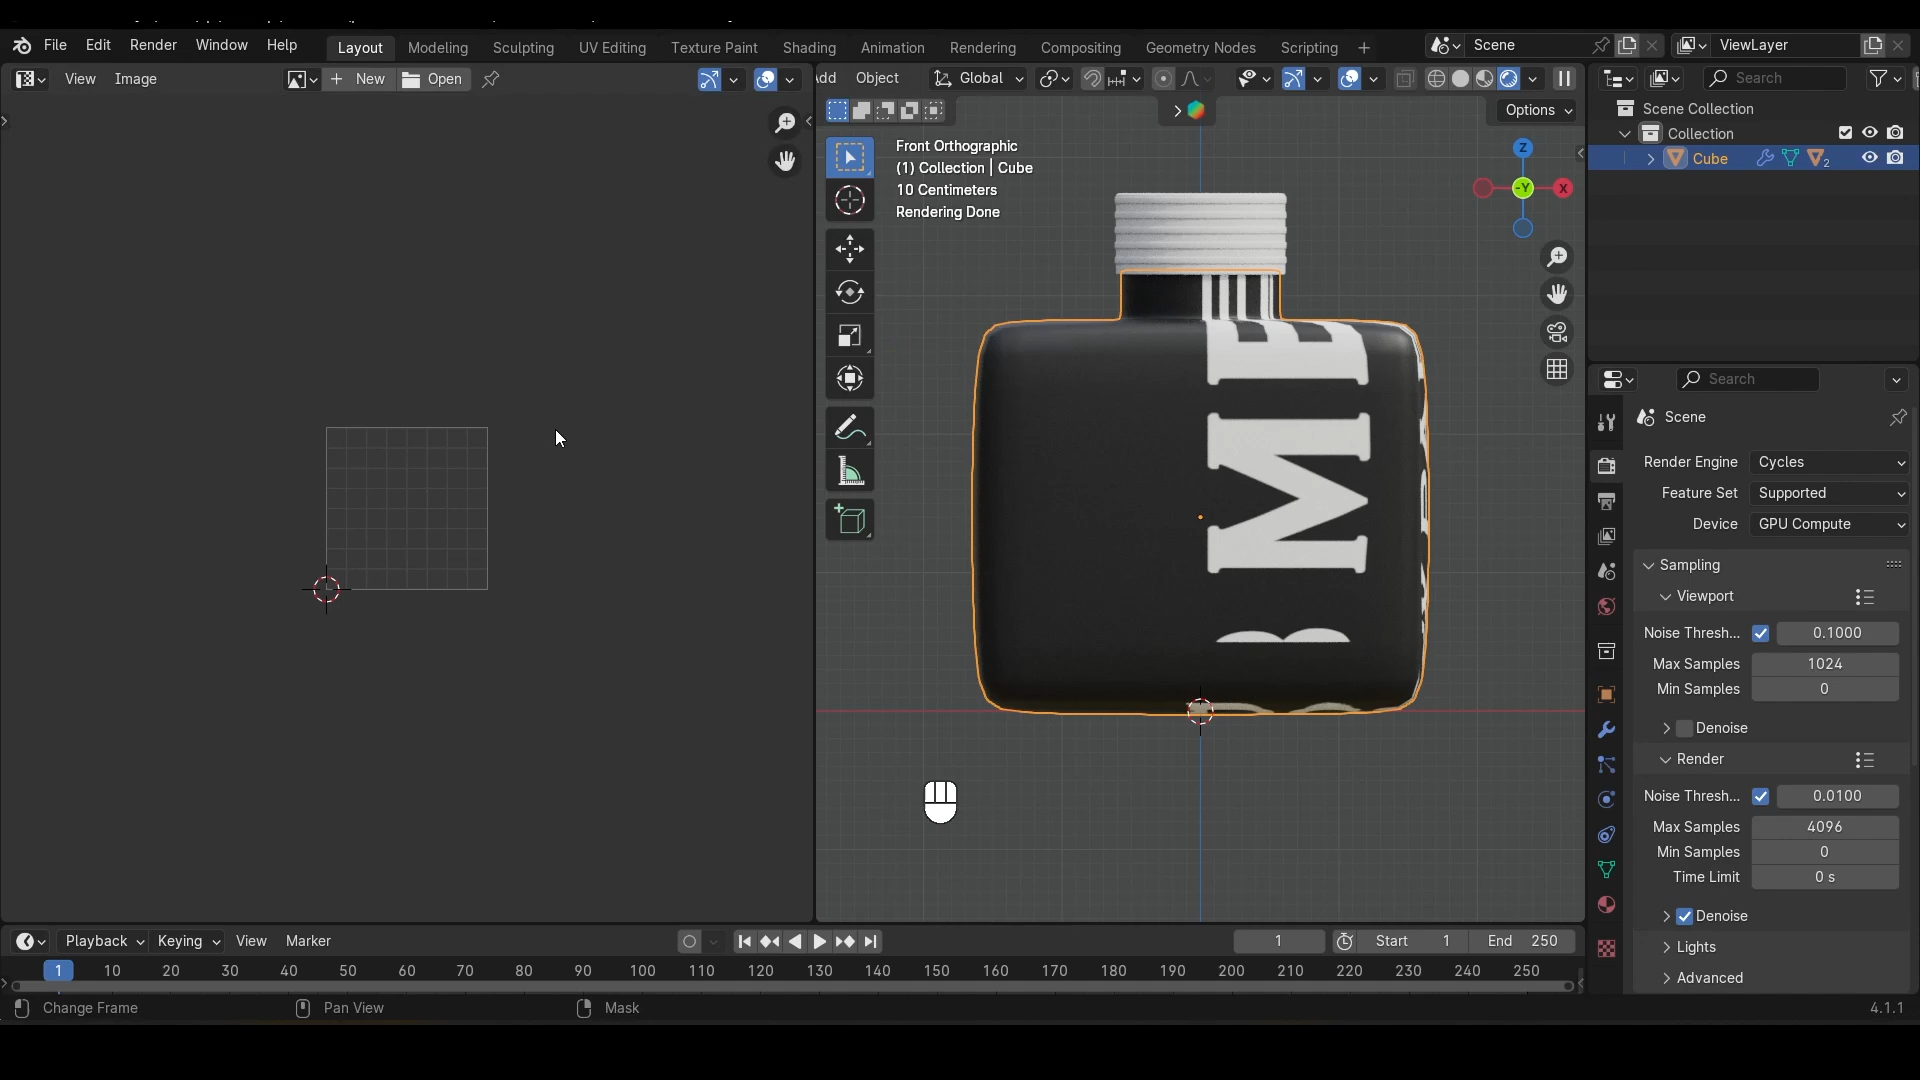 File Edit Render Window Help Layout Modeling Sculpting UV Editing Texture Paint Shading Animation Rendering Compositing Geometry Nodes Scripting + Scene ViewLayer
View Image New Open
dd Object Global
Search
Options
Scene Collection
Collection
Cube 2
Front Orthographic
(1) Collection | Cube
10 Centimeters
Rendering Done
Z
-Y X
Search
Scene
Render Engine Cycles
Feature Set Supported
Device GPU Compute
Sampling
Viewport
Noise Thresh... 0.1000
Max Samples 1024
Min Samples 0
Denoise
Render
Noise Thresh... 0.0100
Max Samples 4096
Min Samples 0
Time Limit 0 s
Denoise
Lights
Advanced
Playback Keying View Marker 1 Start 1 End 250
1 10 20 30 40 50 60 70 80 90 100 110 120 130 140 150 160 170 180 190 200 210 220 230 240 250
Change Frame Pan View Mask 4.1.1